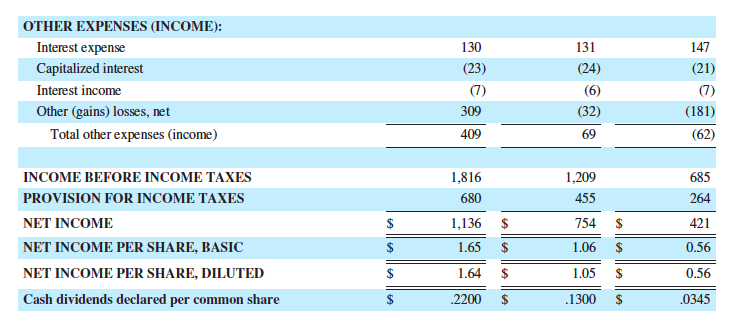 OTHER EXPENSES (INCOME):
Interest expense 130 131 147
Capitalized interest (23) (24) (21)
Interest income (7) (6) (7)
Other (gains) losses, net 309 (32) (181)
Total other expenses (income) 409 69 (62)
INCOME BEFORE INCOME TAXES 1,816 1,209 685
PROVISION FOR INCOME TAXES 680 455 264
NET INCOME $ 1,136 $ 754 $ 421
NET INCOME PER SHARE, BASIC $ 1.65 $ 1.06 $ 0.56
NET INCOME PER SHARE, DILUTED $ 1.64 $ 1.05 $ 0.56
Cash dividends declared per common share $ .2200 $ .1300 $ .0345